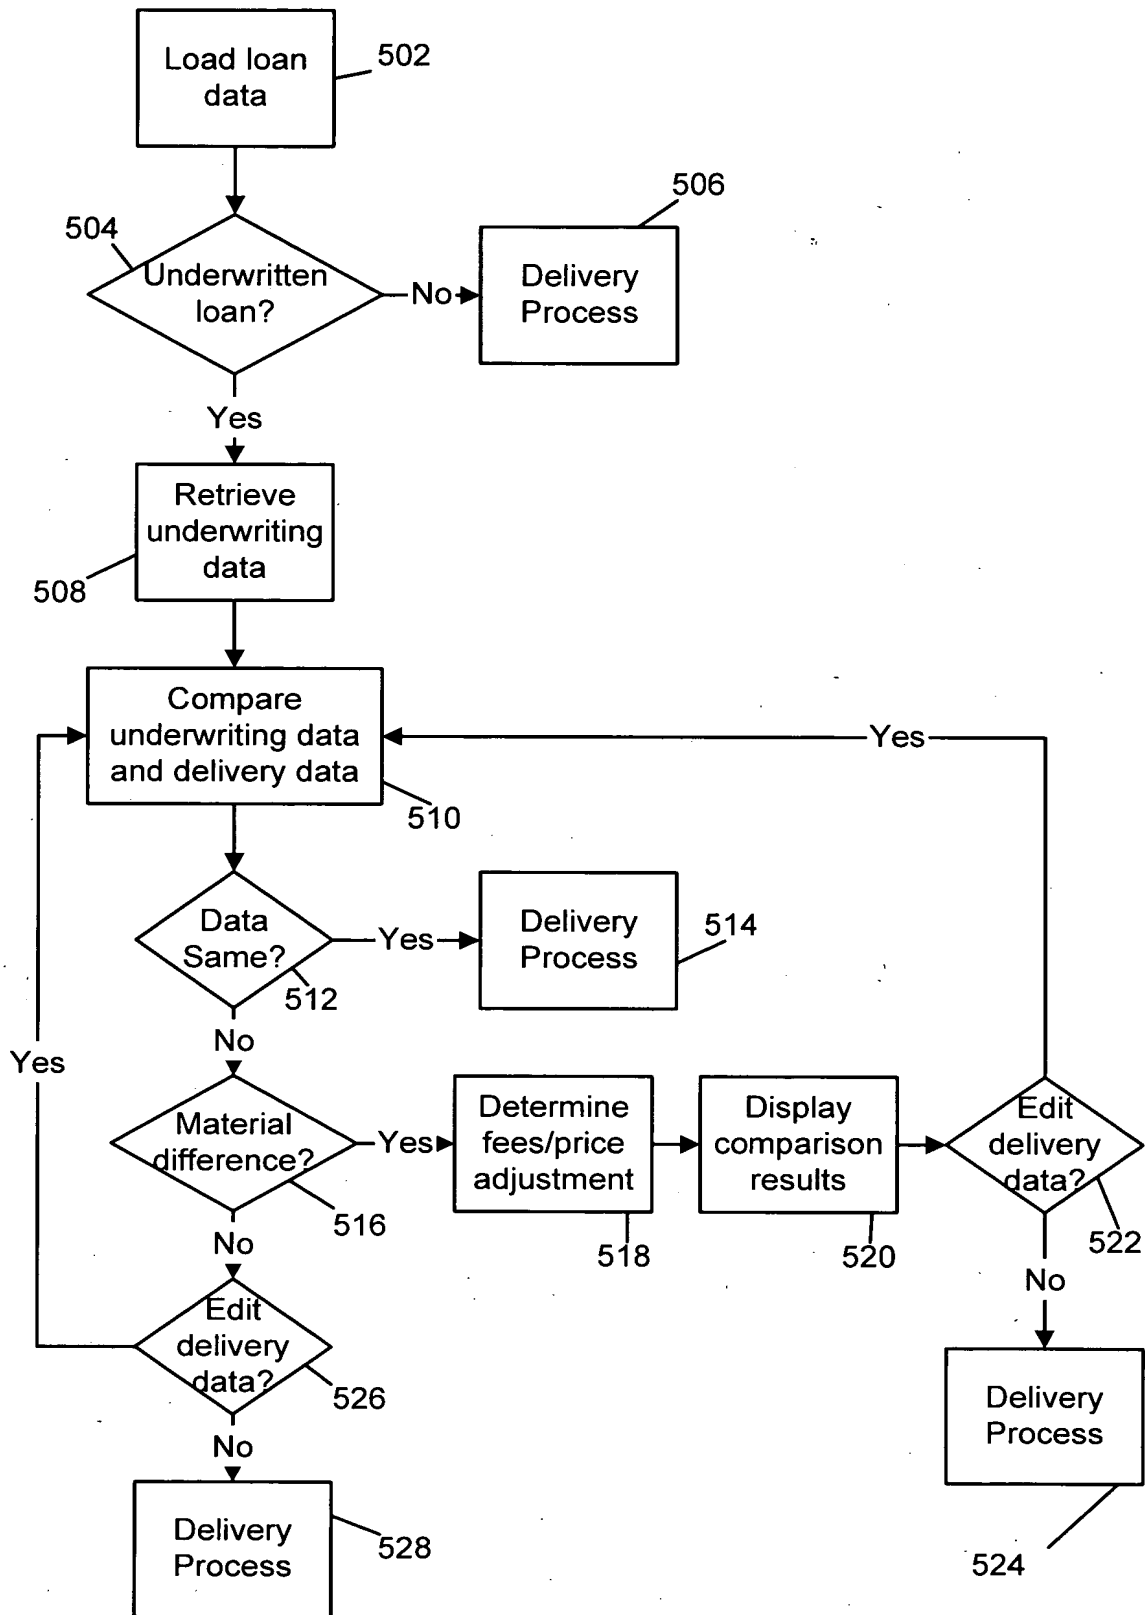 Load loan
data
502
504
Underwritten
loan?
No
506
Delivery
Process
Yes
Retrieve
underwriting
data
508
Compare
underwriting data
and delivery data
510
Yes
Data
Same?
512
Yes
Delivery
Process
514
No
Yes
Material
difference?
516
Yes
Determine
fees/price
adjustment
518
Display
comparison
results
520
Edit
delivery
data?
522
No
No
Edit
delivery
data?
526
Delivery
Process
524
No
Delivery
Process
528